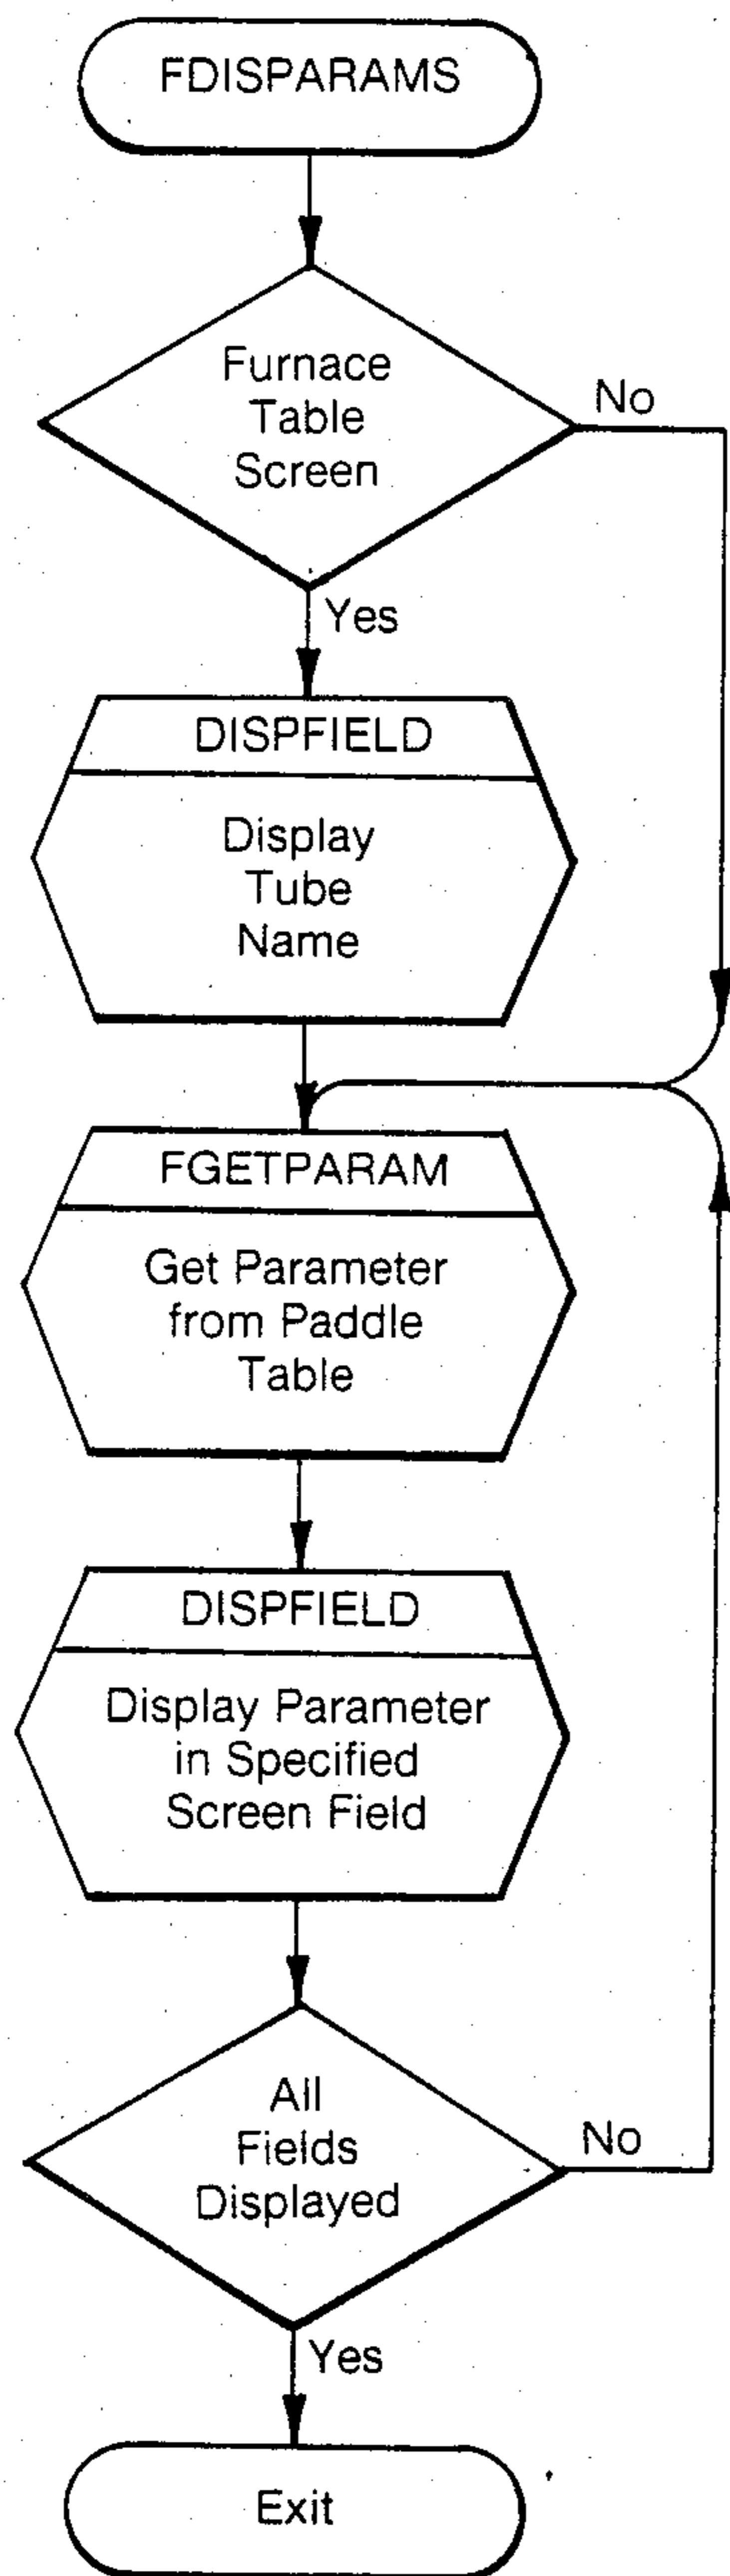 FDISPARAMS
Furnace
Table
Screen
No
Yes
DISPFIELD
Display
Tube
Name
FGETPARAM
Get Parameter
from Paddle
Table
DISPFIELD
Display Parameter
in Specified
Screen Field
All
Fields
Displayed
No
Yes
Exit